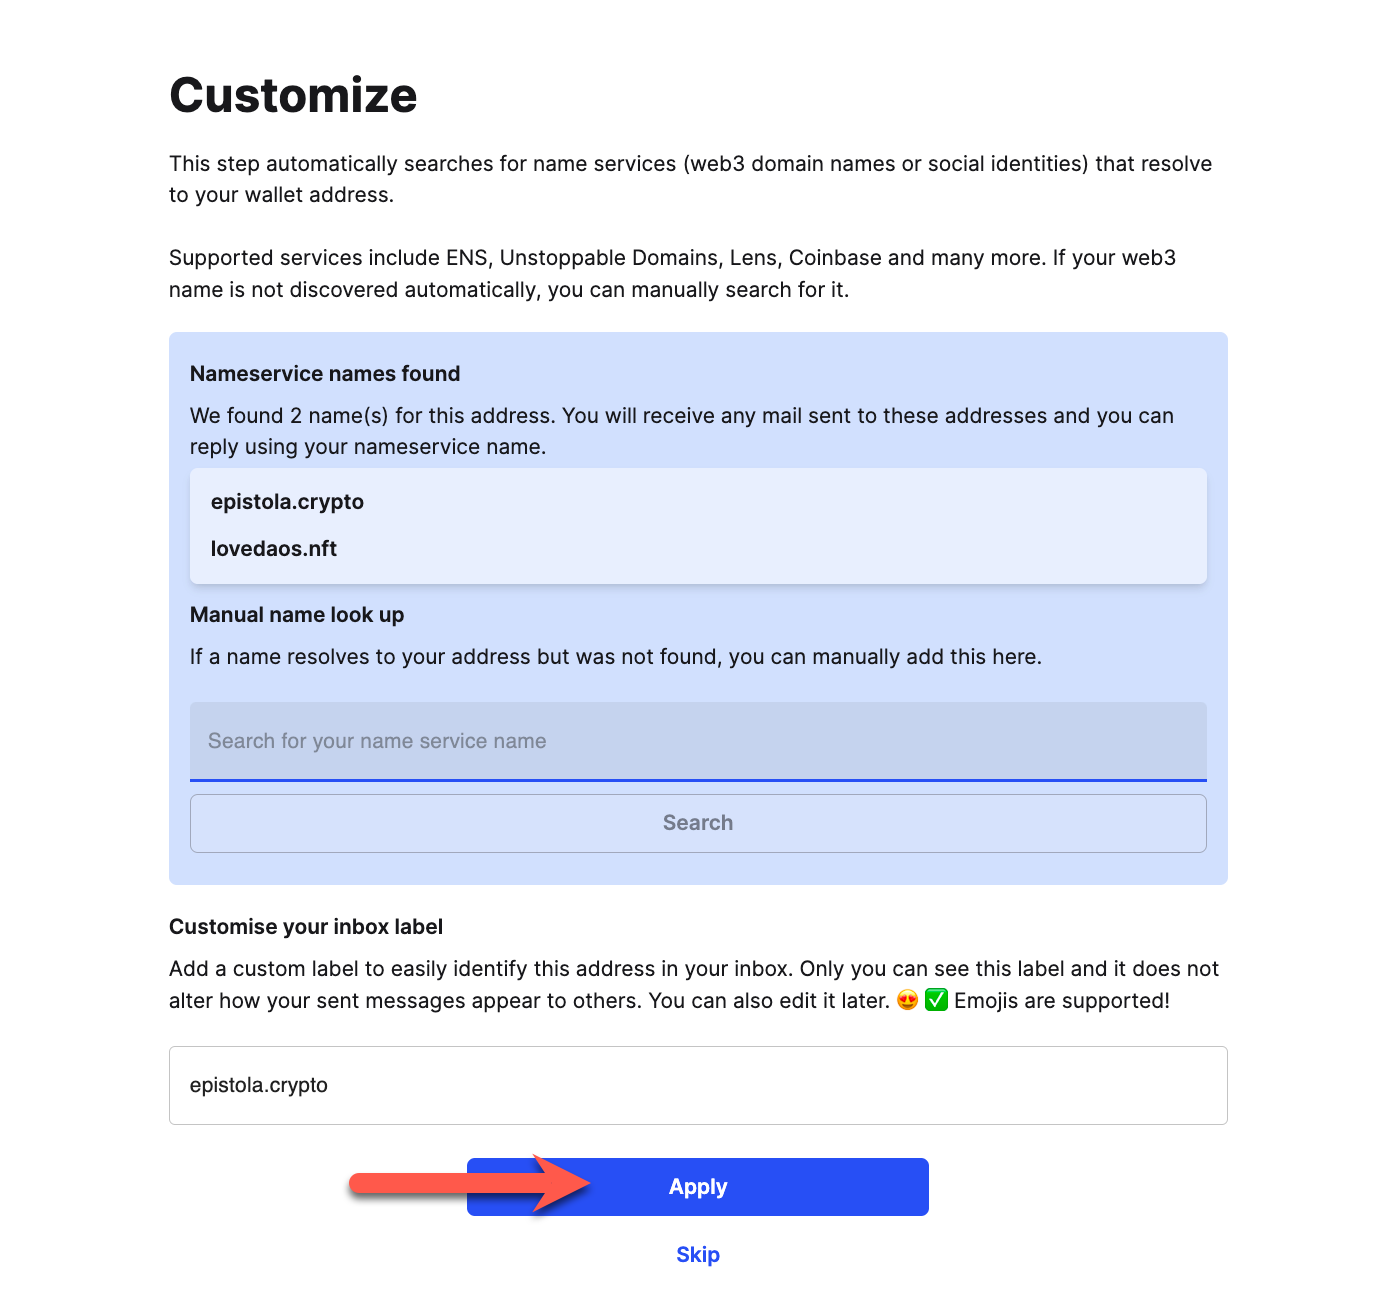 Customize
This step automatically searches for name services (web3 domain names or social identities) that resolve
to your wallet address.
Supported services include ENS, Unstoppable Domains, Lens, Coinbase and many more. If your web3
name is not discovered automatically, you can manually search for it.
Nameservice names found
We found 2 name(s) for this address. You will receive any mail sent to these addresses and you can
reply using your nameservice name.
epistola.crypto
lovedaos.nft
Manual name look up
If a name resolves to your address but was not found, you can manually add this here.
Search for your name service name
Search
Customise your inbox label
Add a custom label to easily identify this address in your inbox. Only you can see this label and it does not
alter how your sent messages appear to others. You can also edit it later. 😍 ✅ Emojis are supported!
epistola.crypto
Apply
Skip